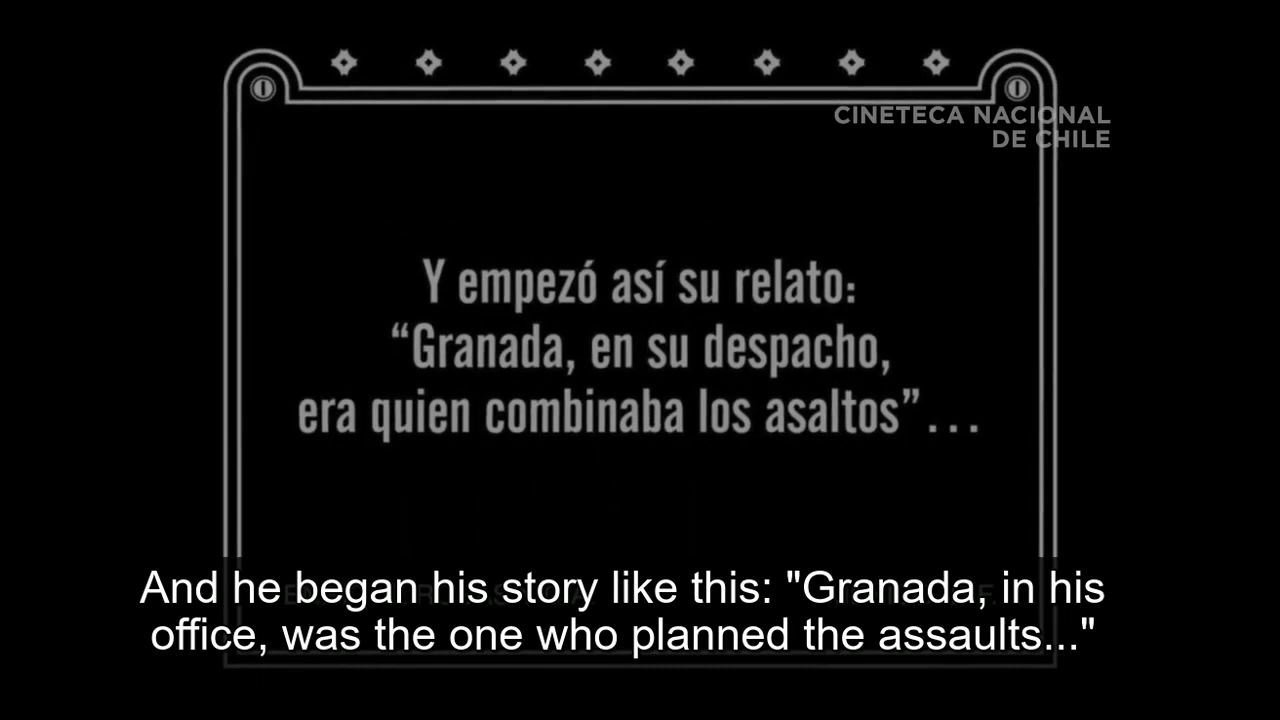 CINETECA NACIONAL
DE CHILE
Y empezó así su relato:
“Granada, en su despacho,
era quien combinaba los asaltos”...
And he began his story like this: "Granada, in his
office, was the one who planned the assaults..."